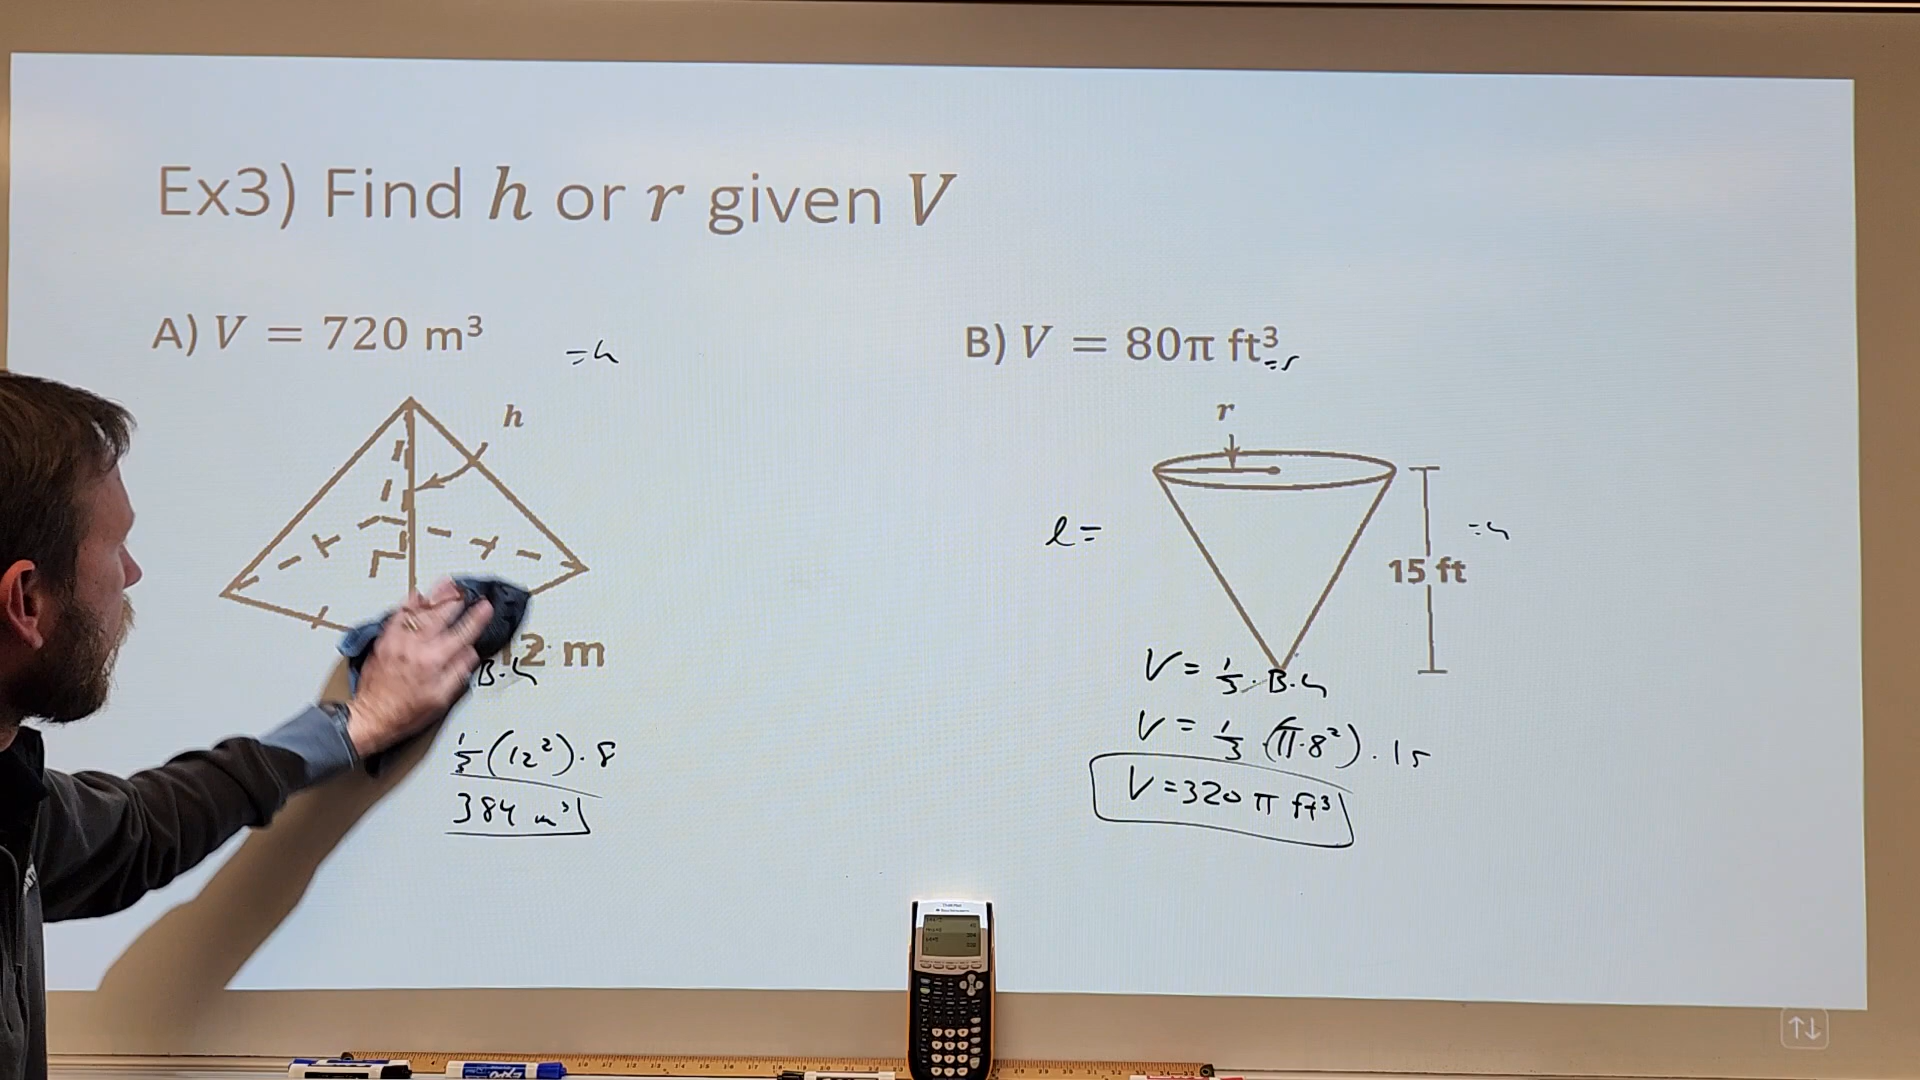 Ex3) Find h or r given V
A) V = 720 m³
= h
h
2 m
B · h
⅓(12²) · 8
384 m³
B) V = 80π ft³
= r
r
l =
= h
15 ft
V = ⅓ · B · h
V = ⅓ · (π · 8²) · 15
V = 320 π ft³